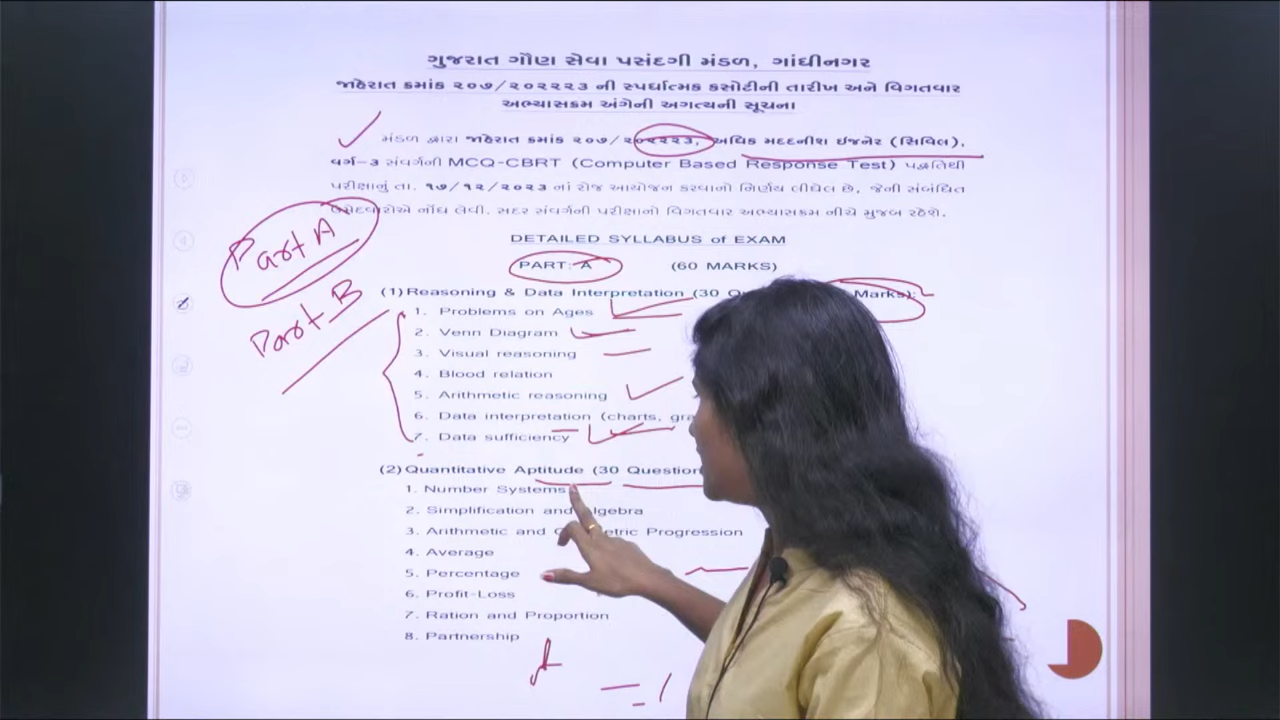 ગુજરાત ગૌણ સેવા પસંદગી મંડળ, ગાંધીનગર
જાહેરાત ક્રમાંક ૨૦૭/૨૦૨૨૨૩ ની સ્પર્ધાત્મક કસોટીની તારીખ અને વિગતવાર
અભ્યાસક્રમ અંગેની અગત્યની સૂચના
મંડળ દ્વારા જાહેરાત ક્રમાંક ૨૦૭/૨૦૨૨૨૩, અધિક મદદનીશ ઇજનેર (સિવિલ),
વર્ગ-૩ સંવર્ગની MCQ-CBRT (Computer Based Response Test) પદ્ધતિથી
પરીક્ષાનું તા. ૧૭/૧૨/૨૦૨૩ નાં રોજ આયોજન કરવાનો નિર્ણય લીધેલ છે, જેની સંબંધિત
ઉમેદવારોએ નોંધ લેવી. સદર સંવર્ગની પરીક્ષાનો વિગતવાર અભ્યાસક્રમ નીચે મુજબ રહેશે.
Part A
Part B
DETAILED SYLLABUS of EXAM
PART: A (60 MARKS)
(1) Reasoning & Data Interpretation (30 Marks):
1. Problems on Ages
2. Venn Diagram
3. Visual reasoning
4. Blood relation
5. Arithmetic reasoning
6. Data interpretation (charts,
7. Data sufficiency
(2) Quantitative Aptitude (30 Question
1. Number Systems
2. Simplification and Algebra
3. Arithmetic and Progression
4. Average
5. Percentage
6. Profit-Loss
7. Ration and Proportion
8. Partnership